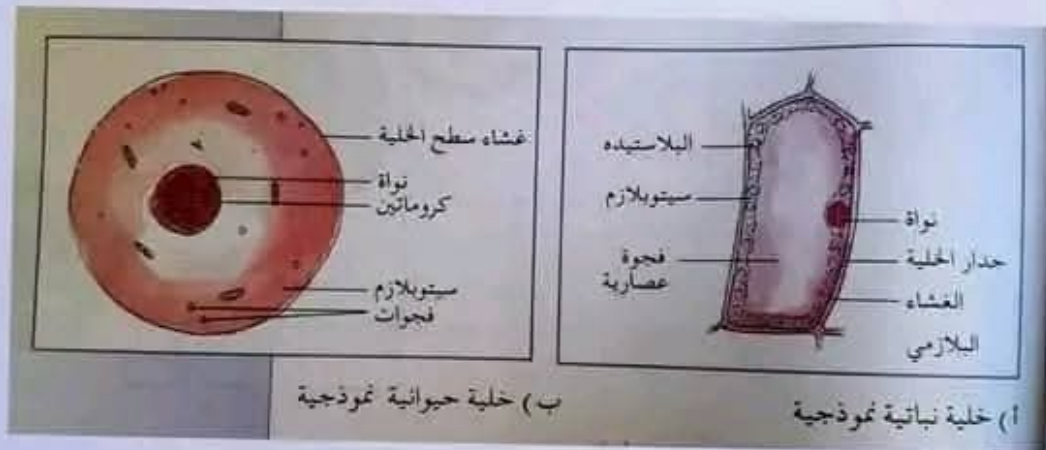 البلاستيده
سيتوبلازم
فجوة
عصارية
نواة
جدار الخلية
الغشاء
البلازمي
أ) خلية نباتية نموذجية
غشاء سطح الخلية
نواة
كروماتين
سيتوبلازم
فجوات
ب) خلية حيوانية نموذجية